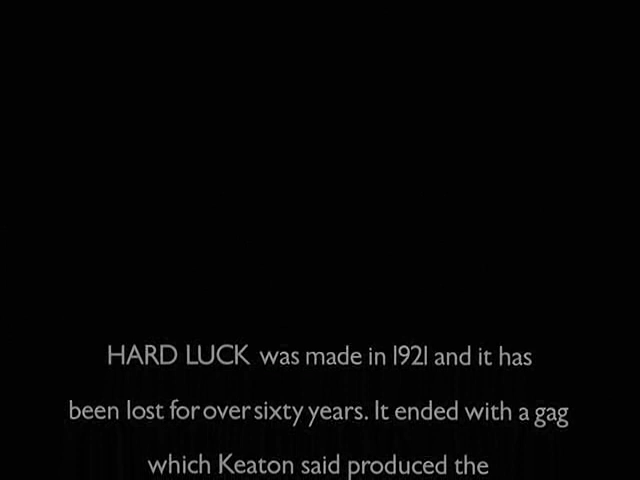 HARD LUCK was made in 1921 and it has
been lost for over sixty years. It ended with a gag
which Keaton said produced the